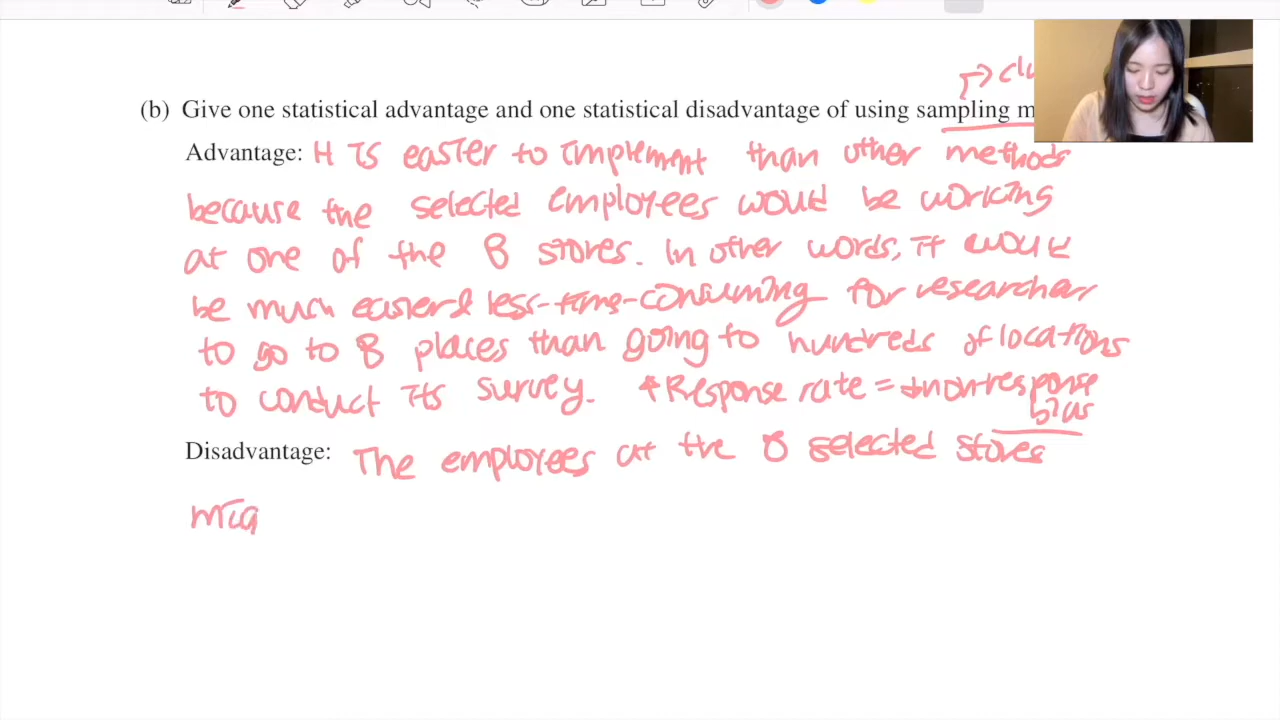 → clu
(b) Give one statistical advantage and one statistical disadvantage of using sampling m
Advantage: It is easier to implement than other methods
because the selected employees would be working
at one of the 8 stores. In other words, it would
be much easier & less-time-consuming for researchers
to go to 8 places than going to hundreds of locations
to conduct its survey. *Response rate = ↓nonresponse
bias
Disadvantage: The employees at the 8 selected stores
mig